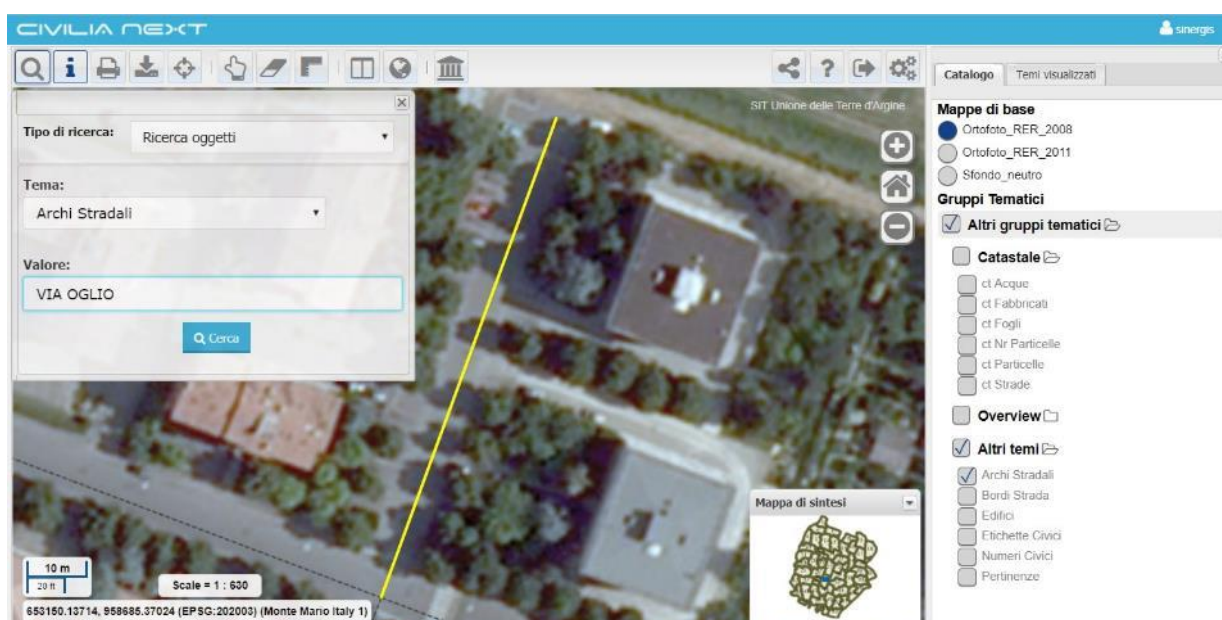 CIVILIA NEXT
sinergis
SIT Unione delle Terre d'Argine
Tipo di ricerca:
Ricerca oggetti
Tema:
Archi Stradali
Valore:
VIA OGLIO
Cerca
Catalogo
Temi visualizzati
Mappe di base
Ortofoto_RER_2008
Ortofoto_RER_2011
Sfondo_neutro
Gruppi Tematici
Altri gruppi tematici
Catastale
ct Acque
ct Fabbricati
ct Fogli
ct Nr Particelle
ct Particelle
ct Strade
Overview
Altri temi
Archi Stradali
Bordi Strada
Edifici
Etichette Civici
Numeri Civici
Pertinenze
Mappa di sintesi
10 m
20 ft
Scale = 1 : 630
653150.13714, 958685.37024 (EPSG:202003) (Monte Mario Italy 1)